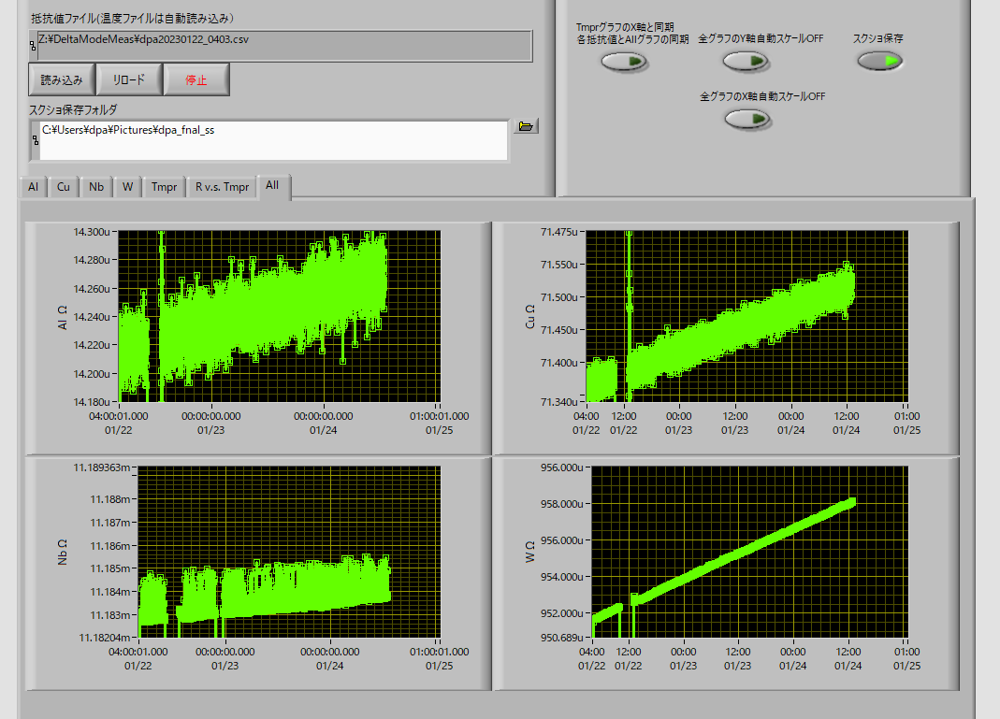 抵抗値ファイル(温度ファイルは自動読み込み)
Z:¥DeltaModeMeas¥dpa20230122_0403.csv
読み込み リロード 停止
スクショ保存フォルダ
C:¥Users¥dpa¥Pictures¥dpa_fnal_ss
TmprグラフのX軸と同期
各抵抗値とAllグラフの同期
全グラフのY軸自動スケールOFF
スクショ保存
全グラフのX軸自動スケールOFF
Al Cu Nb W Tmpr R v.s. Tmpr All
Al Ω
14.300u
14.280u
14.260u
14.240u
14.220u
14.200u
14.180u
04:00:01.000 00:00:00.000 00:00:00.000 01:00:01.000
01/22 01/23 01/24 01/25
Cu Ω
71.475u
71.550u
71.500u
71.450u
71.400u
71.340u
04:00 12:00 00:00 12:00 00:00 12:00 01:00
01/22 01/22 01/23 01/23 01/24 01/24 01/25
Nb Ω
11.189363m
11.188m
11.187m
11.186m
11.185m
11.184m
11.183m
11.18204m
04:00:01.000 00:00:00.000 00:00:00.000 01:00:01.000
01/22 01/23 01/24 01/25
W Ω
956.000u
958.000u
956.000u
954.000u
952.000u
950.689u
04:00 12:00 00:00 12:00 00:00 12:00 01:00
01/22 01/22 01/23 01/23 01/24 01/24 01/25